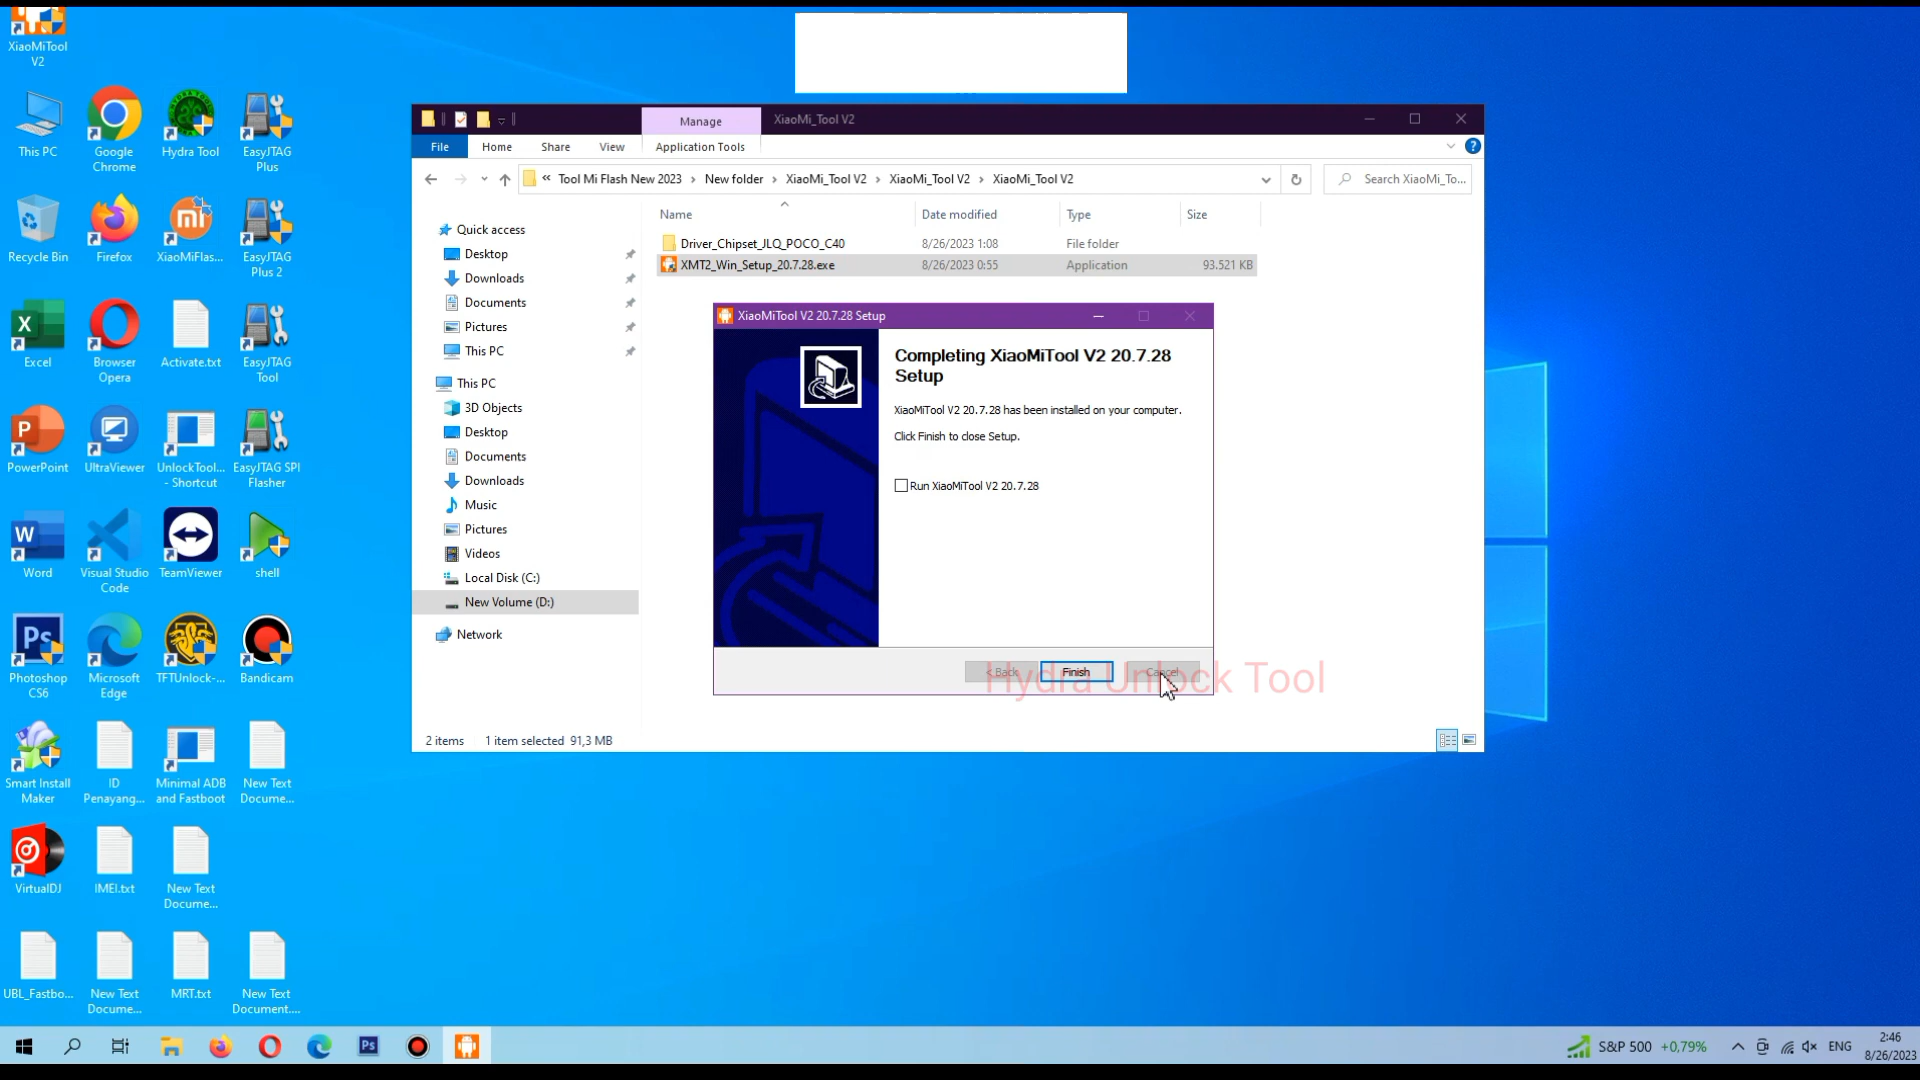 XiaoMiTool
V2
This PC
Google
Chrome
Hydra Tool
EasyJTAG
Plus
Recycle Bin
Firefox
XiaoMiFlas...
EasyJTAG
Plus 2
Excel
Browser
Opera
Activate.txt
EasyJTAG
Tool
PowerPoint
UltraViewer
UnlockTool...
- Shortcut
EasyJTAG SPI
Flasher
Word
Visual Studio
Code
TeamViewer
shell
Photoshop
CS6
Microsoft
Edge
TFTUnlock-...
Bandicam
Smart Install
Maker
ID
Penayang...
Minimal ADB
and Fastboot
New Text
Docume...
VirtualDJ
IMEI.txt
New Text
Docume...
UBL_Fastbo...
New Text
Docume...
MRT.txt
New Text
Document....
Manage
XiaoMi_Tool V2
File
Home
Share
View
Application Tools
« Tool Mi Flash New 2023 › New folder › XiaoMi_Tool V2 › XiaoMi_Tool V2 › XiaoMi_Tool V2
Search XiaoMi_To...
Name
Date modified
Type
Size
Driver_Chipset_JLQ_POCO_C40 8/26/2023 1:08 File folder
XMT2_Win_Setup_20.7.28.exe 8/26/2023 0:55 Application 93.521 KB
Quick access
Desktop
Downloads
Documents
Pictures
This PC
This PC
3D Objects
Desktop
Documents
Downloads
Music
Pictures
Videos
Local Disk (C:)
New Volume (D:)
Network
XiaoMiTool V2 20.7.28 Setup
Completing XiaoMiTool V2 20.7.28
Setup
XiaoMiTool V2 20.7.28 has been installed on your computer.
Click Finish to close Setup.
Run XiaoMiTool V2 20.7.28
< Back
Finish
Cancel
Hydra Unlock Tool
2 items
1 item selected 91,3 MB
S&P 500 +0,79%
ENG
2:46
8/26/2023